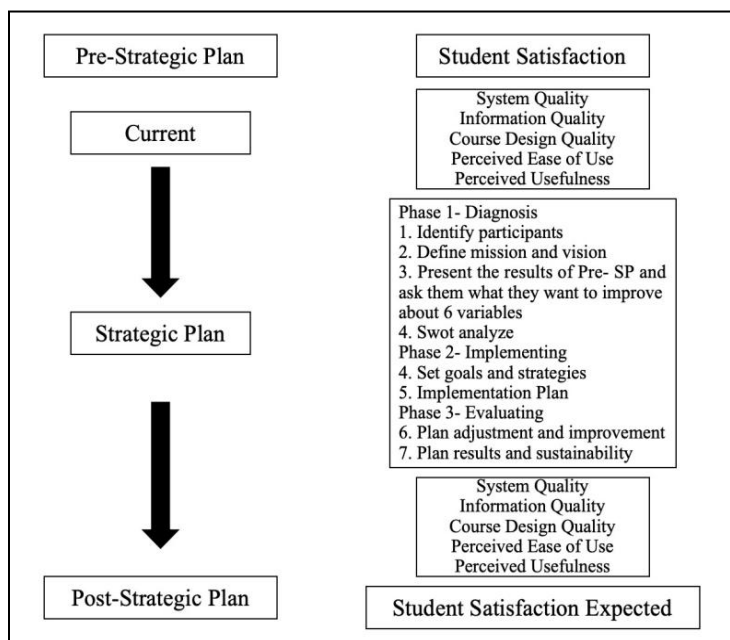 Pre-Strategic Plan
Student Satisfaction
Current
System Quality
Information Quality
Course Design Quality
Perceived Ease of Use
Perceived Usefulness
Strategic Plan
Phase 1- Diagnosis
1. Identify participants
2. Define mission and vision
3. Present the results of Pre- SP and
ask them what they want to improve
about 6 variables
4. Swot analyze
Phase 2- Implementing
4. Set goals and strategies
5. Implementation Plan
Phase 3- Evaluating
6. Plan adjustment and improvement
7. Plan results and sustainability
System Quality
Information Quality
Course Design Quality
Perceived Ease of Use
Perceived Usefulness
Post-Strategic Plan
Student Satisfaction Expected